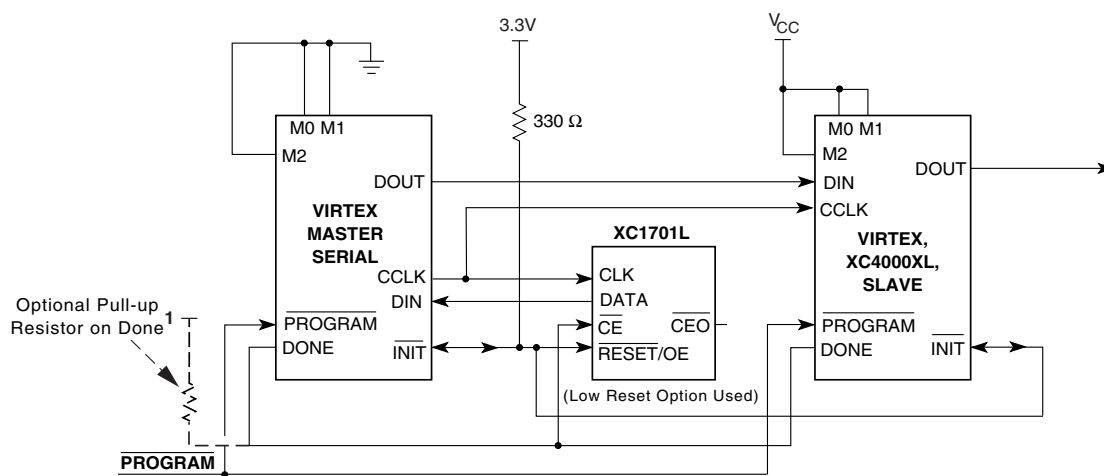 3.3V
VCC
M0 M1
M2
330 Ω
M0 M1
M2
DOUT
DOUT
DIN
CCLK
VIRTEX
MASTER
SERIAL
XC1701L
VIRTEX,
XC4000XL,
SLAVE
CCLK
DIN
CLK
DATA
Optional Pull-up
Resistor on Done1
PROGRAM
DONE
INIT
CE
CEO
RESET/OE
PROGRAM
DONE
INIT
(Low Reset Option Used)
PROGRAM